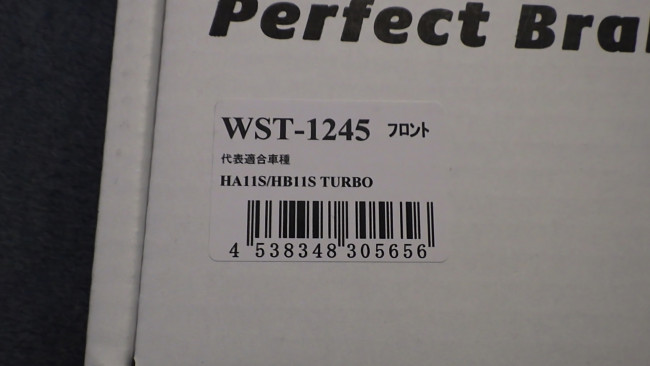 Perfect Bra
WST-1245 フロント
代表適合車種
HA11S/HB11S TURBO
4 538348 305656